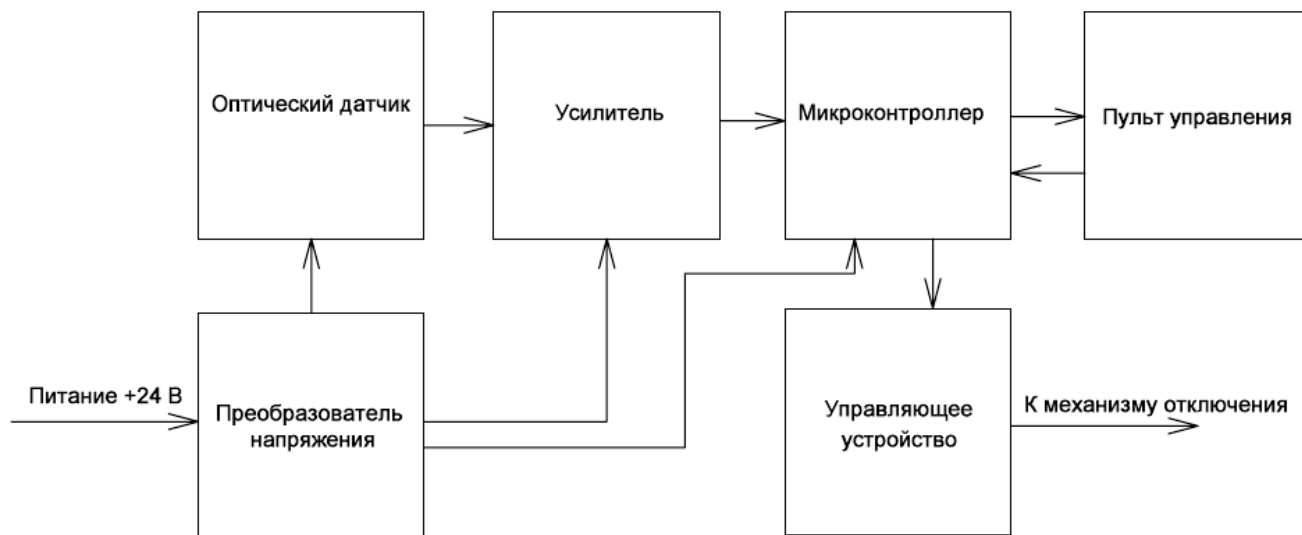 Оптический датчик
Усилитель
Микроконтроллер
Пульт управления
Питание +24 В
Преобразователь
напряжения
Управляющее
устройство
К механизму отключения